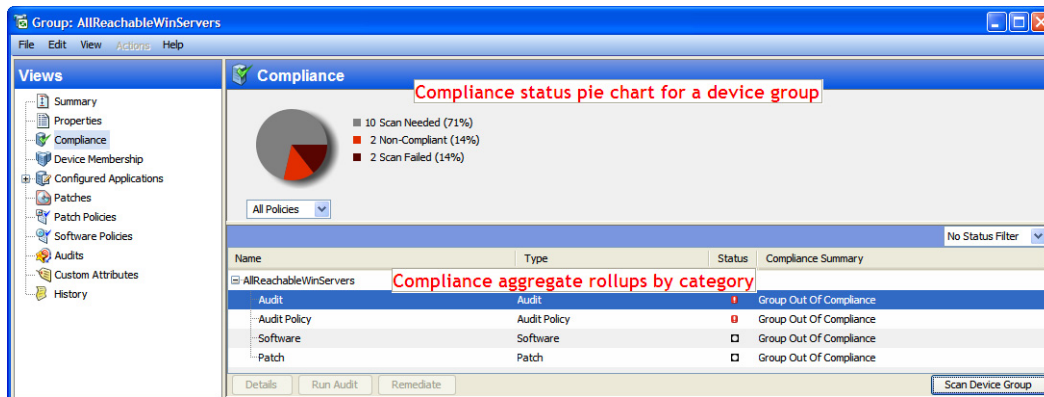 Group: AllReachableWinServers
File Edit View Actions Help
Views
Summary
Properties
Compliance
Device Membership
Configured Applications
Patches
Patch Policies
Software Policies
Audits
Custom Attributes
History
Compliance
Compliance status pie chart for a device group
10 Scan Needed (71%)
2 Non-Compliant (14%)
2 Scan Failed (14%)
All Policies
No Status Filter
Name Type Status Compliance Summary
AllReachableWinServers
Compliance aggregate rollups by category
Audit Audit Group Out Of Compliance
Audit Policy Audit Policy Group Out Of Compliance
Software Software Group Out Of Compliance
Patch Patch Group Out Of Compliance
Details Run Audit Remediate Scan Device Group